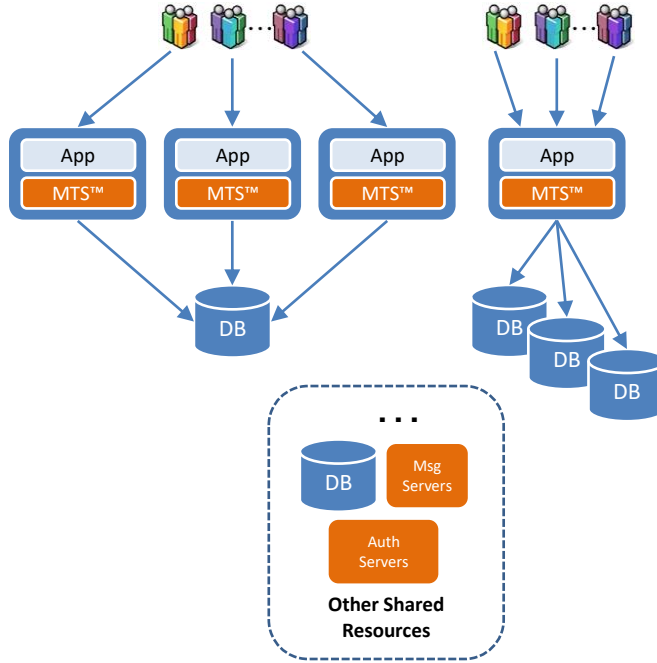 ...
...
App
App
App
App
MTS™
MTS™
MTS™
MTS™
DB
DB
DB
DB
...
DB
Msg
Servers
Auth
Servers
Other Shared
Resources